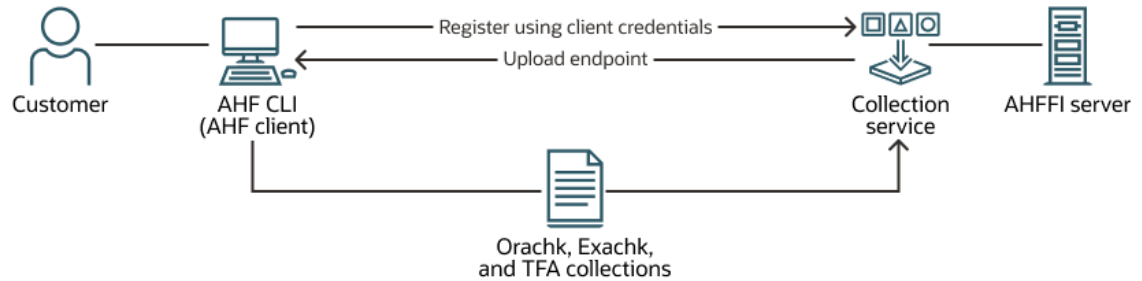 Register using client credentials
Upload endpoint
Customer
AHF CLI
(AHF client)
Collection
service
AHFFI server
Orachk, Exachk,
and TFA collections